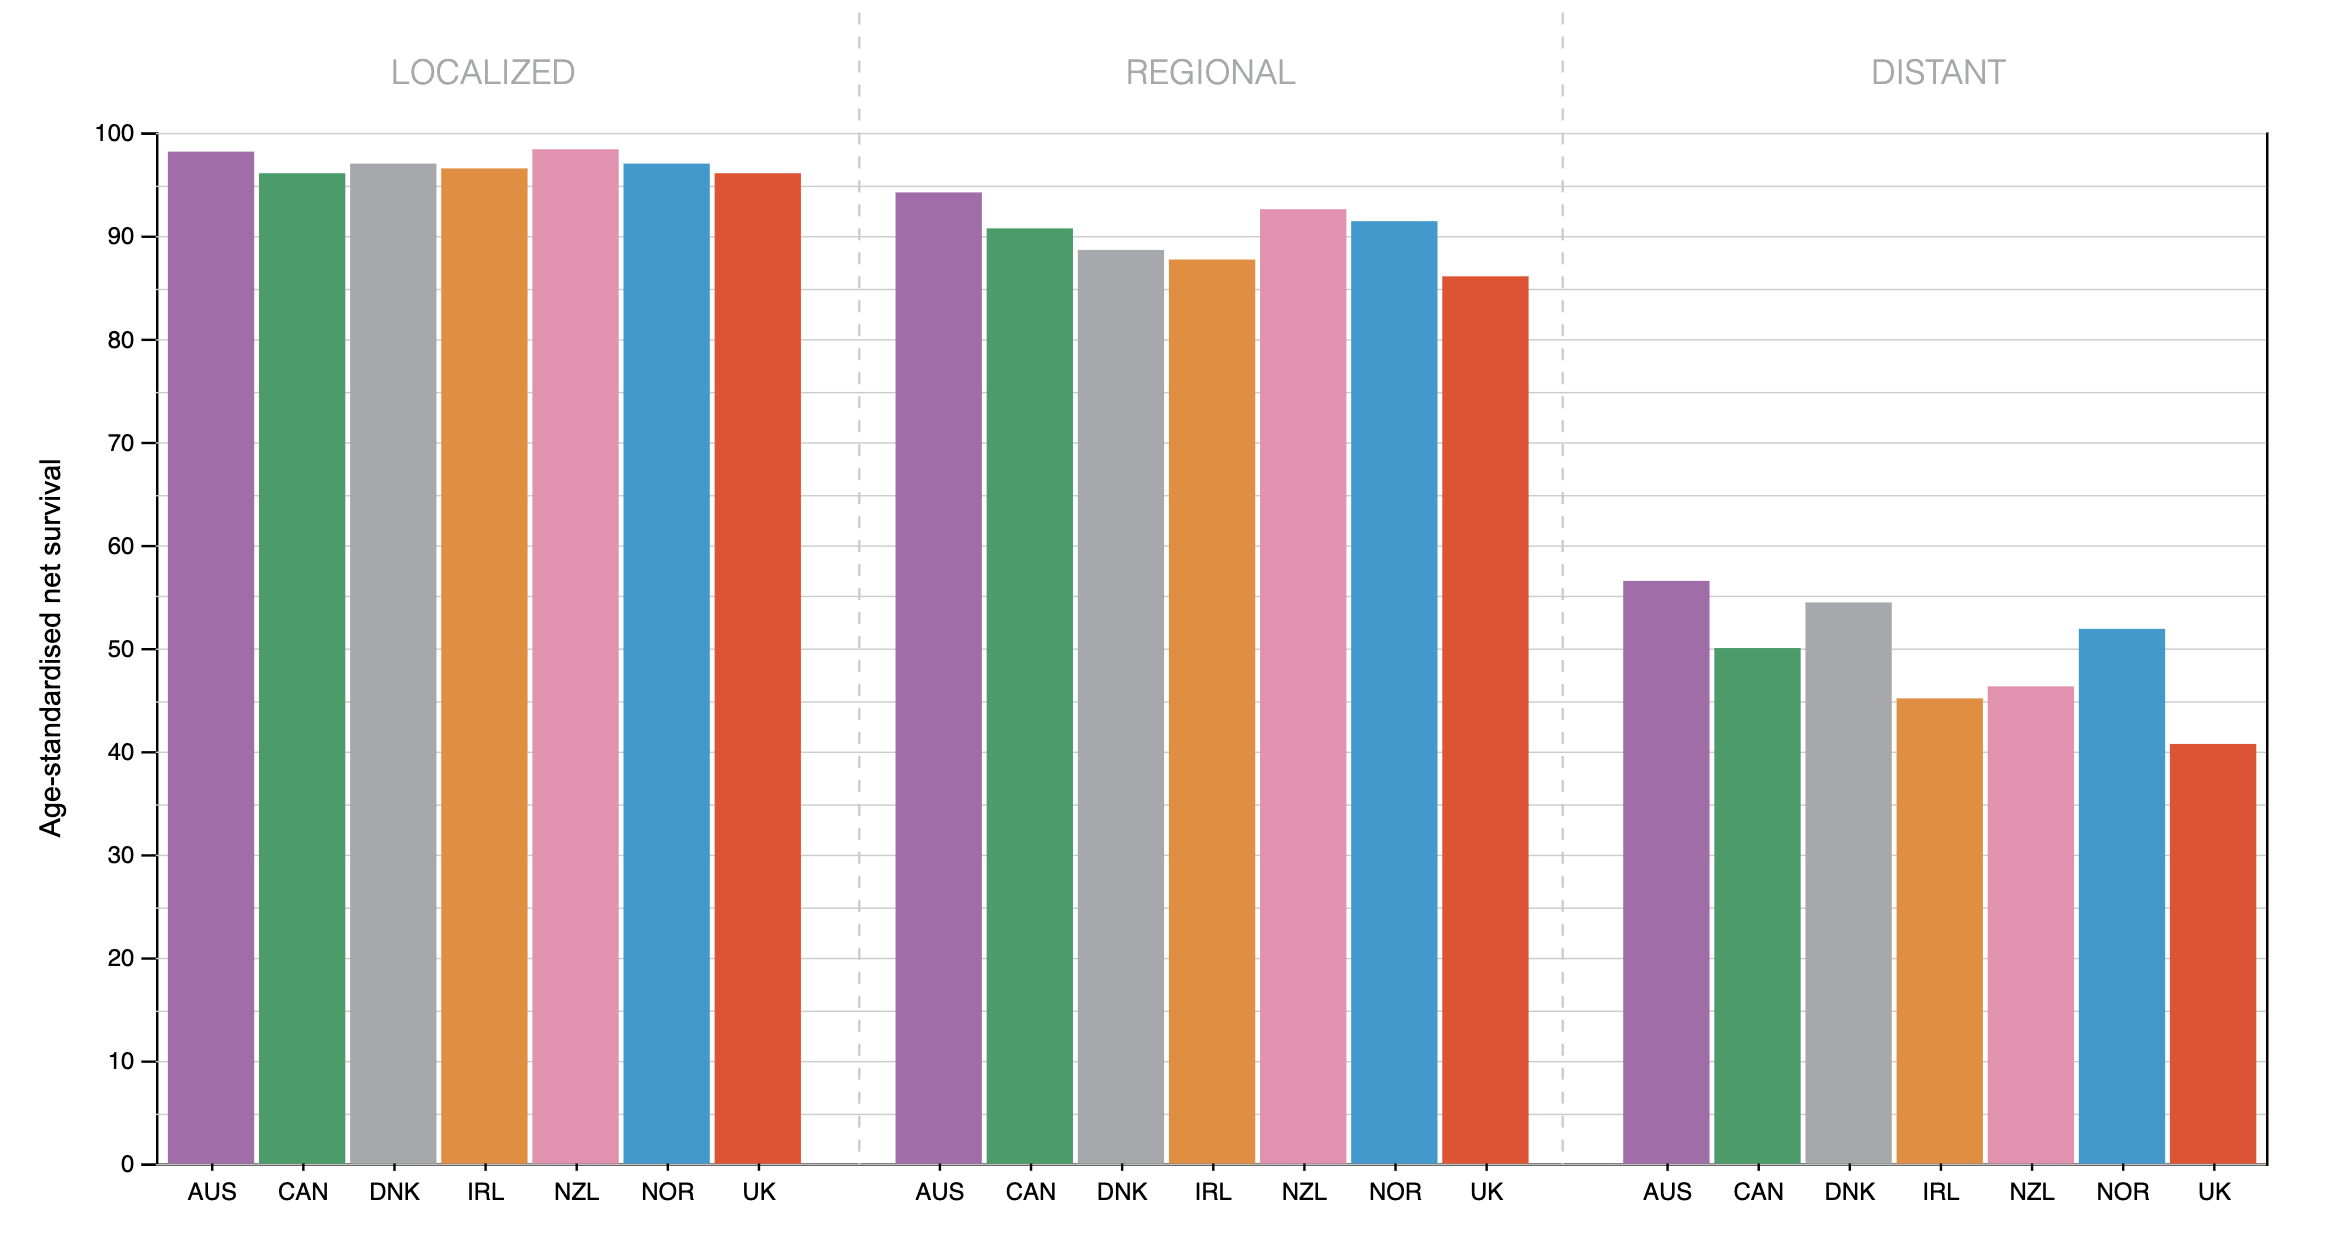 LOCALIZED
REGIONAL
DISTANT
100
90
80
70
60
50
40
30
20
10
0
Age-standardised net survival
AUS CAN DNK IRL NZL NOR UK
AUS CAN DNK IRL NZL NOR UK
AUS CAN DNK IRL NZL NOR UK